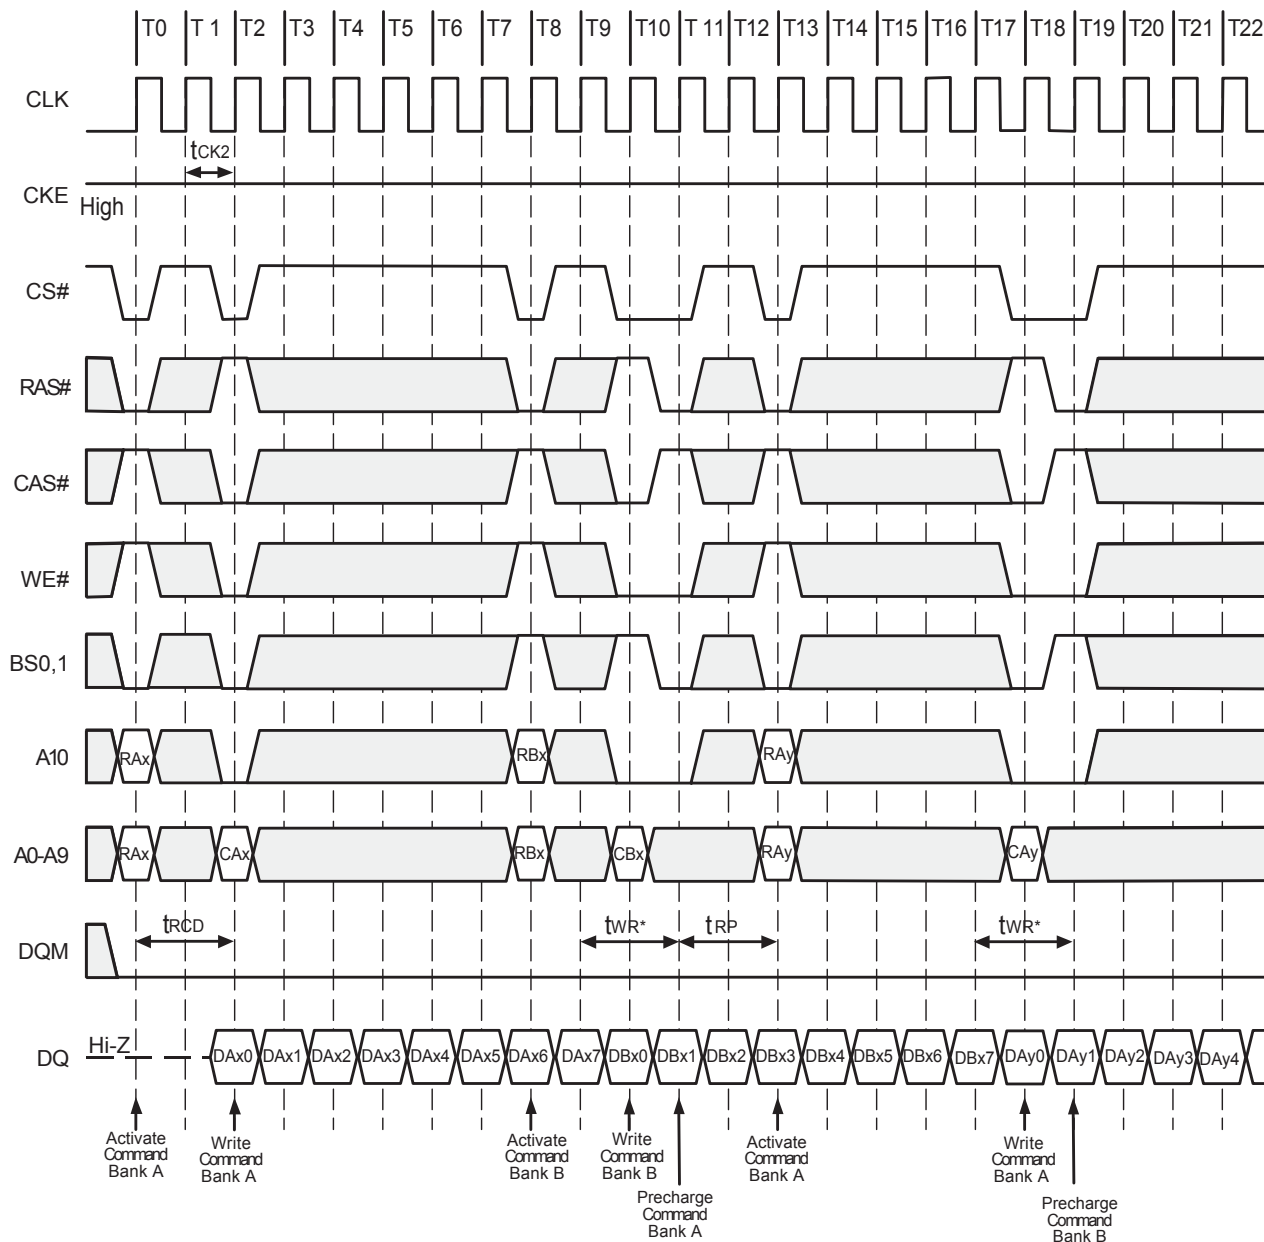 T0 T 1 T2 T3 T4 T5 T6 T7 T8 T9 T10 T 11 T12 T13 T14 T15 T16 T17 T18 T19 T20 T21 T22
CLK
tCK2
CKE
High
CS#
RAS#
CAS#
WE#
BS0,1
A10 RAx RBx RAy
A0-A9 RAx CAx RBx CBx RAy CAy
DQM tRCD tWR* tRP tWR*
Hi-Z
DQ DAx0 DAx1 DAx2 DAx3 DAx4 DAx5 DAx6 DAx7 DBx0 DBx1 DBx2 DBx3 DBx4 DBx5 DBx6 DBx7 DAy0 DAy1 DAy2 DAy3 DAy4
Activate
Command
Bank A
Write
Command
Bank A
Activate
Command
Bank B
Write
Command
Bank B
Precharge
Command
Bank A
Activate
Command
Bank A
Write
Command
Bank A
Precharge
Command
Bank B